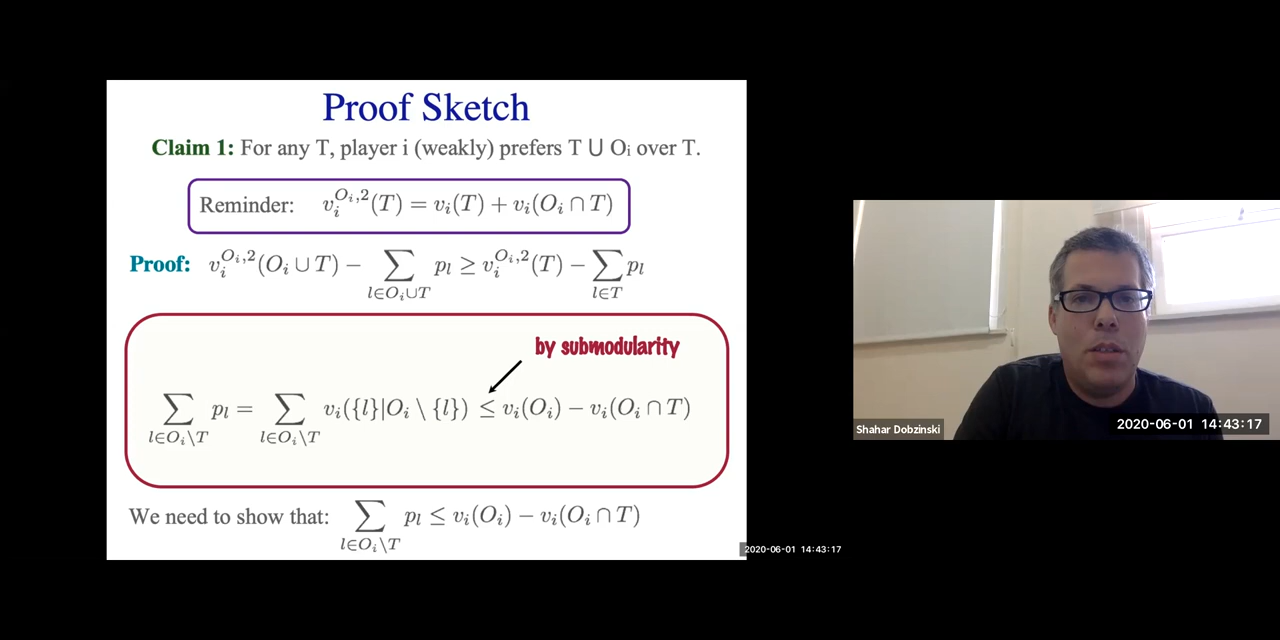 Proof Sketch
Claim 1: For any T, player i (weakly) prefers T ∪ Oᵢ over T.
Reminder: v_i^{O_i,2}(T) = v_i(T) + v_i(O_i ∩ T)
Proof: v_i^{O_i,2}(O_i ∪ T) − ∑_{l∈O_i∪T} p_l ≥ v_i^{O_i,2}(T) − ∑_{l∈T} p_l
by submodularity
∑_{l∈O_i\T} p_l = ∑_{l∈O_i\T} v_i({l}|O_i \ {l}) ≤ v_i(O_i) − v_i(O_i ∩ T)
We need to show that: ∑_{l∈O_i\T} p_l ≤ v_i(O_i) − v_i(O_i ∩ T)
2020-06-01 14:43:17
Shahar Dobzinski
2020-06-01 14:43:17